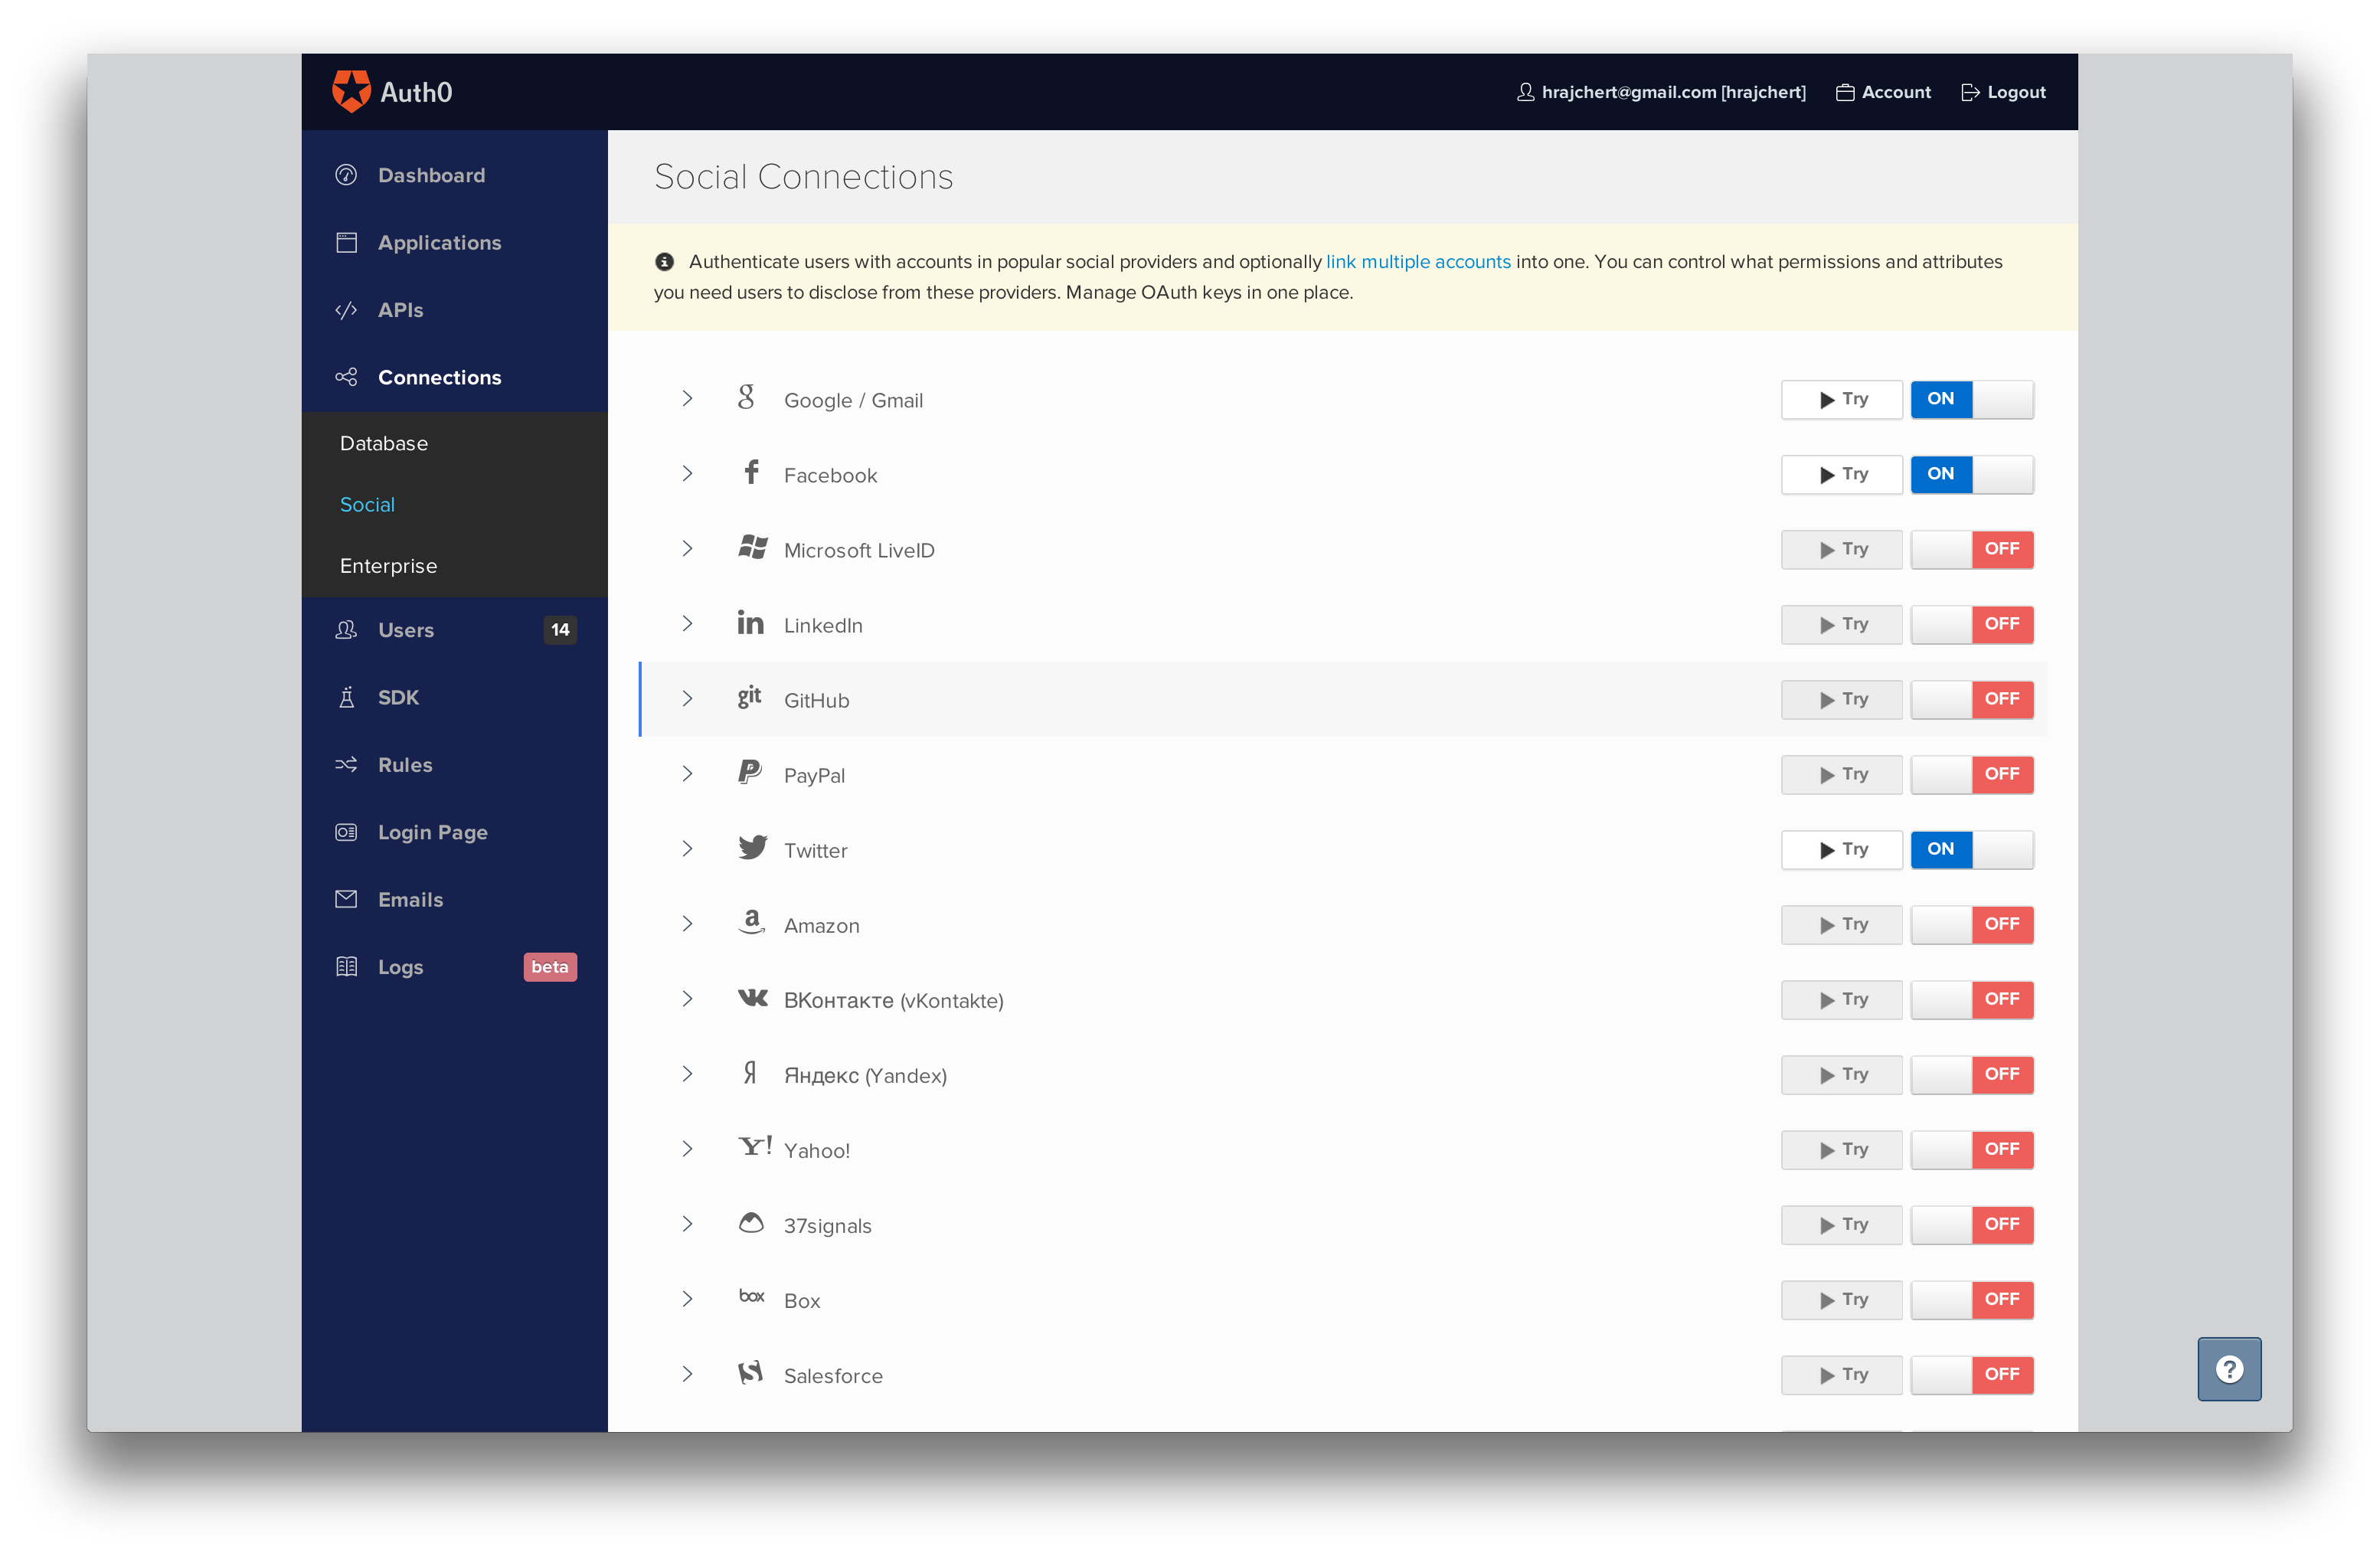 Auth0
hrajchert@gmail.com [hrajchert] Account Logout
Dashboard
Applications
APIs
Connections
Database
Social
Enterprise
Users 14
SDK
Rules
Login Page
Emails
Logs beta
Social Connections
Authenticate users with accounts in popular social providers and optionally link multiple accounts into one. You can control what permissions and attributes
you need users to disclose from these providers. Manage OAuth keys in one place.
g Google / Gmail Try ON
f Facebook Try ON
Microsoft LiveID Try OFF
in LinkedIn Try OFF
git GitHub Try OFF
P PayPal Try OFF
Twitter Try ON
a Amazon Try OFF
ВКонтакте (vKontakte) Try OFF
Я Яндекс (Yandex) Try OFF
Y! Yahoo! Try OFF
37signals Try OFF
box Box Try OFF
Salesforce Try OFF
?